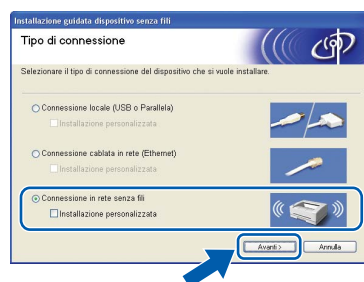 Installazione guidata dispositivo senza fili
Tipo di connessione
Selezionare il tipo di connessione del dispositivo che si vuole installare.
Connessione locale (USB o Parallela)
Installazione personalizzata
Connessione cablata in rete (Ethernet)
Installazione personalizzata
Connessione in rete senza fili
Installazione personalizzata
Avanti >
Annulla